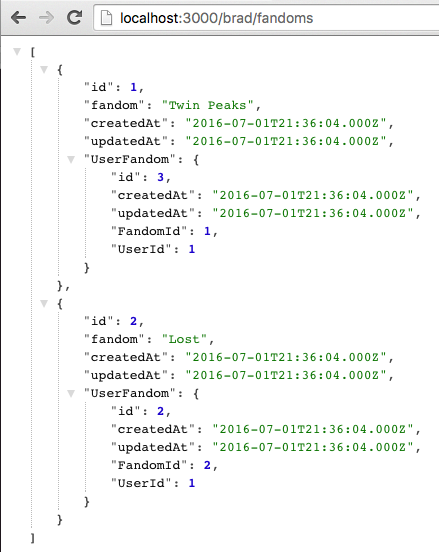 localhost:3000/brad/fandoms
[
{
"id": 1,
"fandom": "Twin Peaks",
"createdAt": "2016-07-01T21:36:04.000Z",
"updatedAt": "2016-07-01T21:36:04.000Z",
"UserFandom": {
"id": 3,
"createdAt": "2016-07-01T21:36:04.000Z",
"updatedAt": "2016-07-01T21:36:04.000Z",
"FandomId": 1,
"UserId": 1
}
},
{
"id": 2,
"fandom": "Lost",
"createdAt": "2016-07-01T21:36:04.000Z",
"updatedAt": "2016-07-01T21:36:04.000Z",
"UserFandom": {
"id": 2,
"createdAt": "2016-07-01T21:36:04.000Z",
"updatedAt": "2016-07-01T21:36:04.000Z",
"FandomId": 2,
"UserId": 1
}
}
]